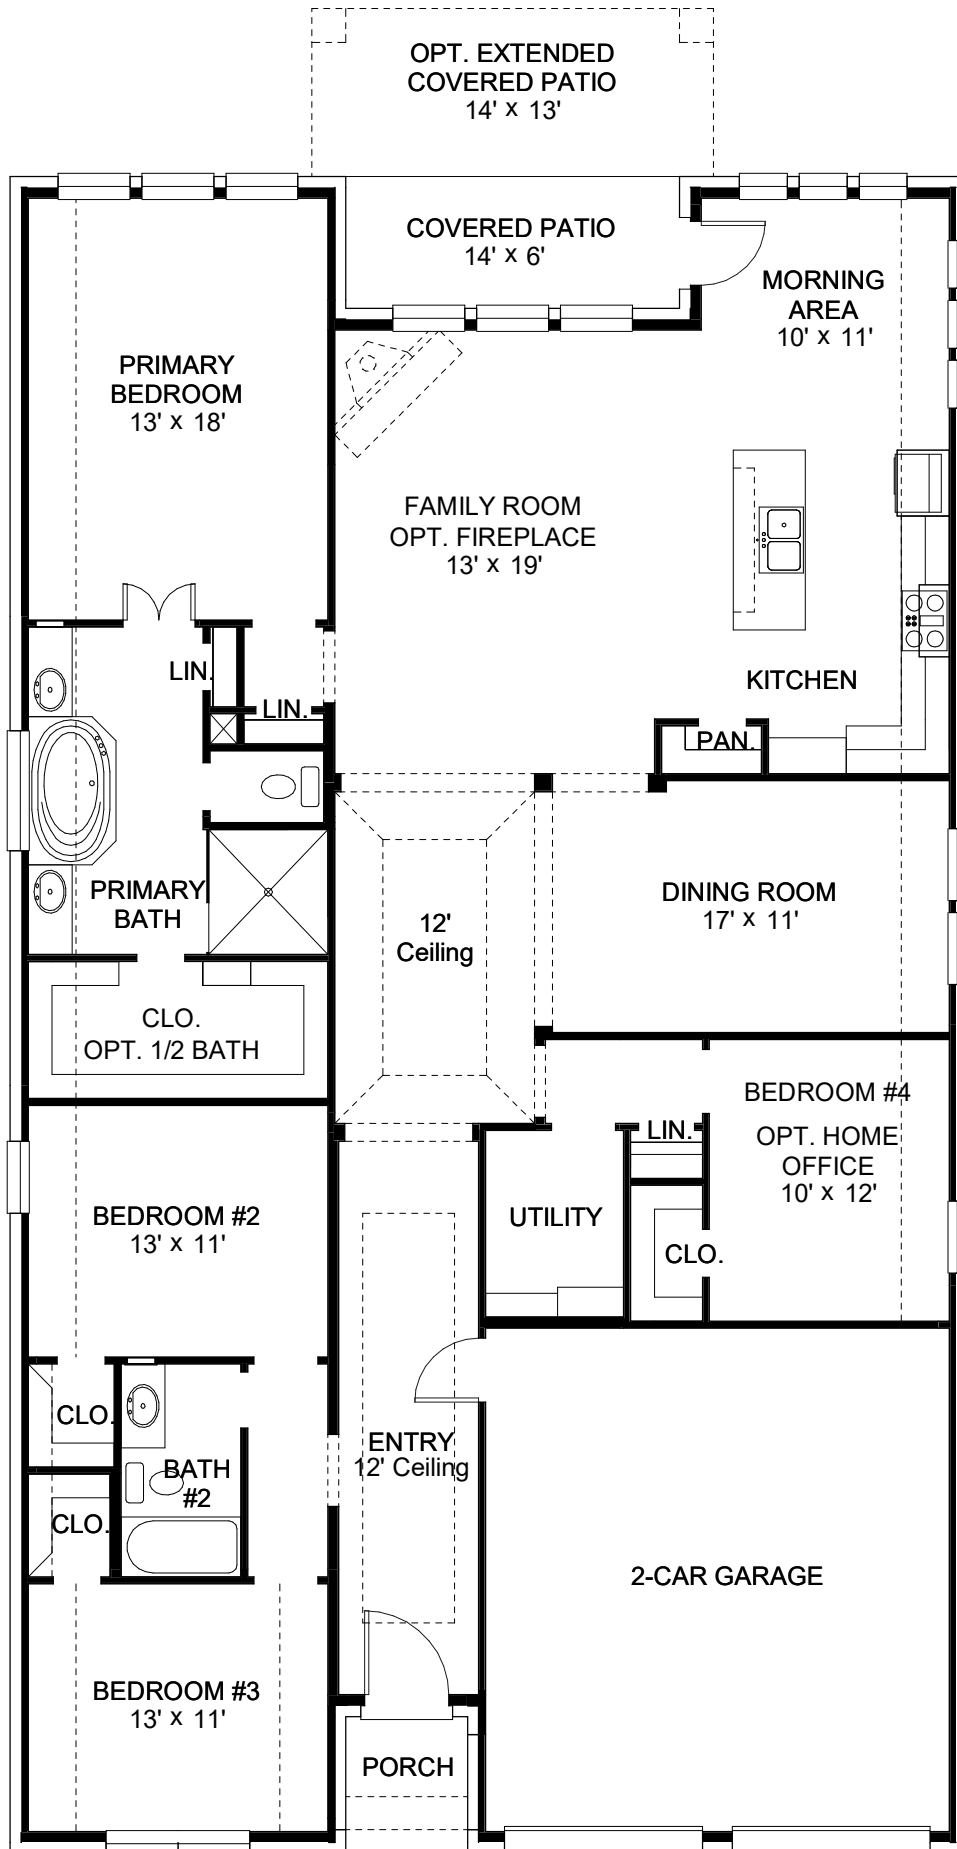 OPT. EXTENDED
COVERED PATIO
14' x 13'
COVERED PATIO
14' x 6'
MORNING
AREA
10' x 11'
PRIMARY
BEDROOM
13' x 18'
FAMILY ROOM
OPT. FIREPLACE
13' x 19'
LIN.
LIN.
KITCHEN
PAN.
PRIMARY
BATH
12'
Ceiling
DINING ROOM
17' x 11'
CLO.
OPT. 1/2 BATH
BEDROOM #4
OPT. HOME
OFFICE
10' x 12'
LIN.
UTILITY
CLO.
BEDROOM #2
13' x 11'
CLO.
BATH
#2
CLO.
ENTRY
12' Ceiling
2-CAR GARAGE
BEDROOM #3
13' x 11'
PORCH